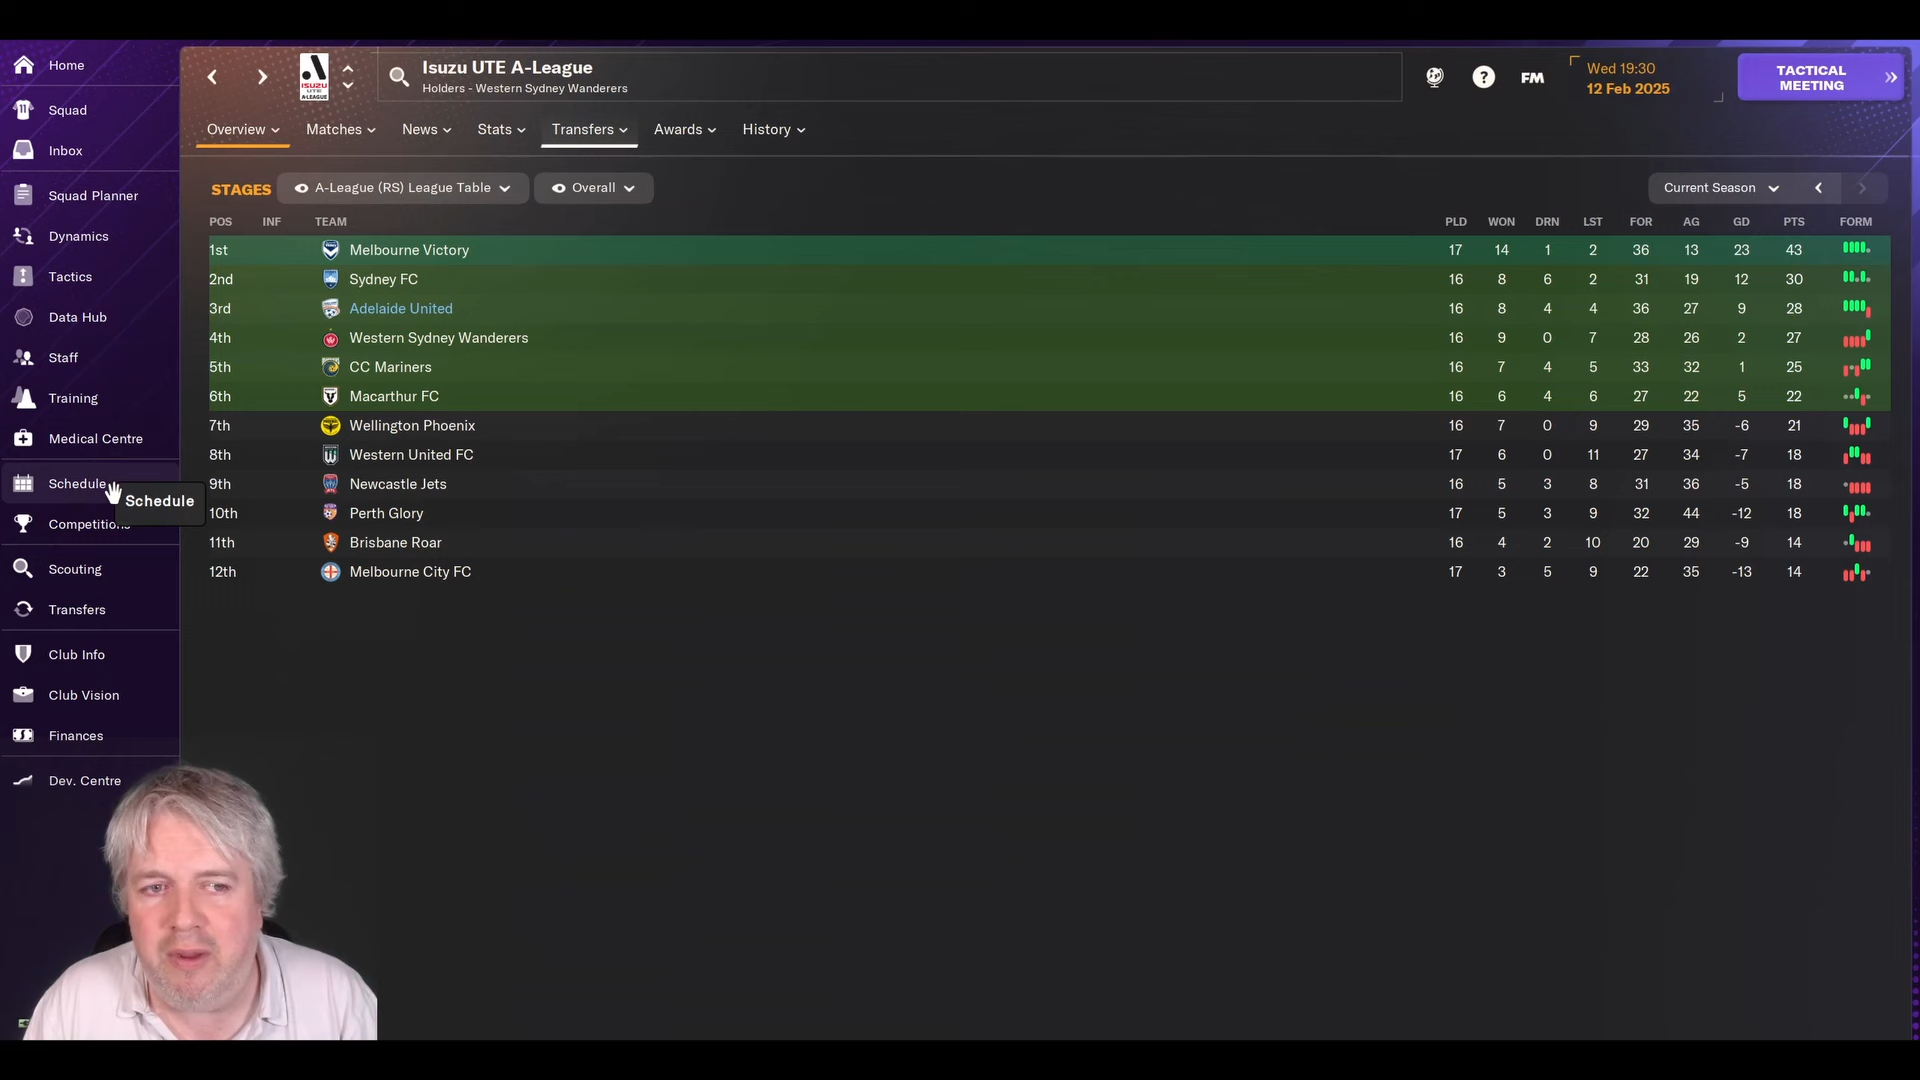 Home
Squad
Inbox
Squad Planner
Dynamics
Tactics
Data Hub
Staff
Training
Medical Centre
Schedule
Schedule
Competitions
Scouting
Transfers
Club Info
Club Vision
Finances
Dev. Centre
A
ISUZU
UTE
A-LEAGUE
Isuzu UTE A-League
Holders - Western Sydney Wanderers
? FM
Wed 19:30
12 Feb 2025
TACTICAL
MEETING
Overview Matches News Stats Transfers Awards History
STAGES A-League (RS) League Table Overall Current Season
POS INF TEAM PLD WON DRN LST FOR AG GD PTS FORM
1st Melbourne Victory 17 14 1 2 36 13 23 43
2nd Sydney FC 16 8 6 2 31 19 12 30
3rd Adelaide United 16 8 4 4 36 27 9 28
4th Western Sydney Wanderers 16 9 0 7 28 26 2 27
5th CC Mariners 16 7 4 5 33 32 1 25
6th Macarthur FC 16 6 4 6 27 22 5 22
7th Wellington Phoenix 16 7 0 9 29 35 -6 21
8th Western United FC 17 6 0 11 27 34 -7 18
9th Newcastle Jets 16 5 3 8 31 36 -5 18
10th Perth Glory 17 5 3 9 32 44 -12 18
11th Brisbane Roar 16 4 2 10 20 29 -9 14
12th Melbourne City FC 17 3 5 9 22 35 -13 14